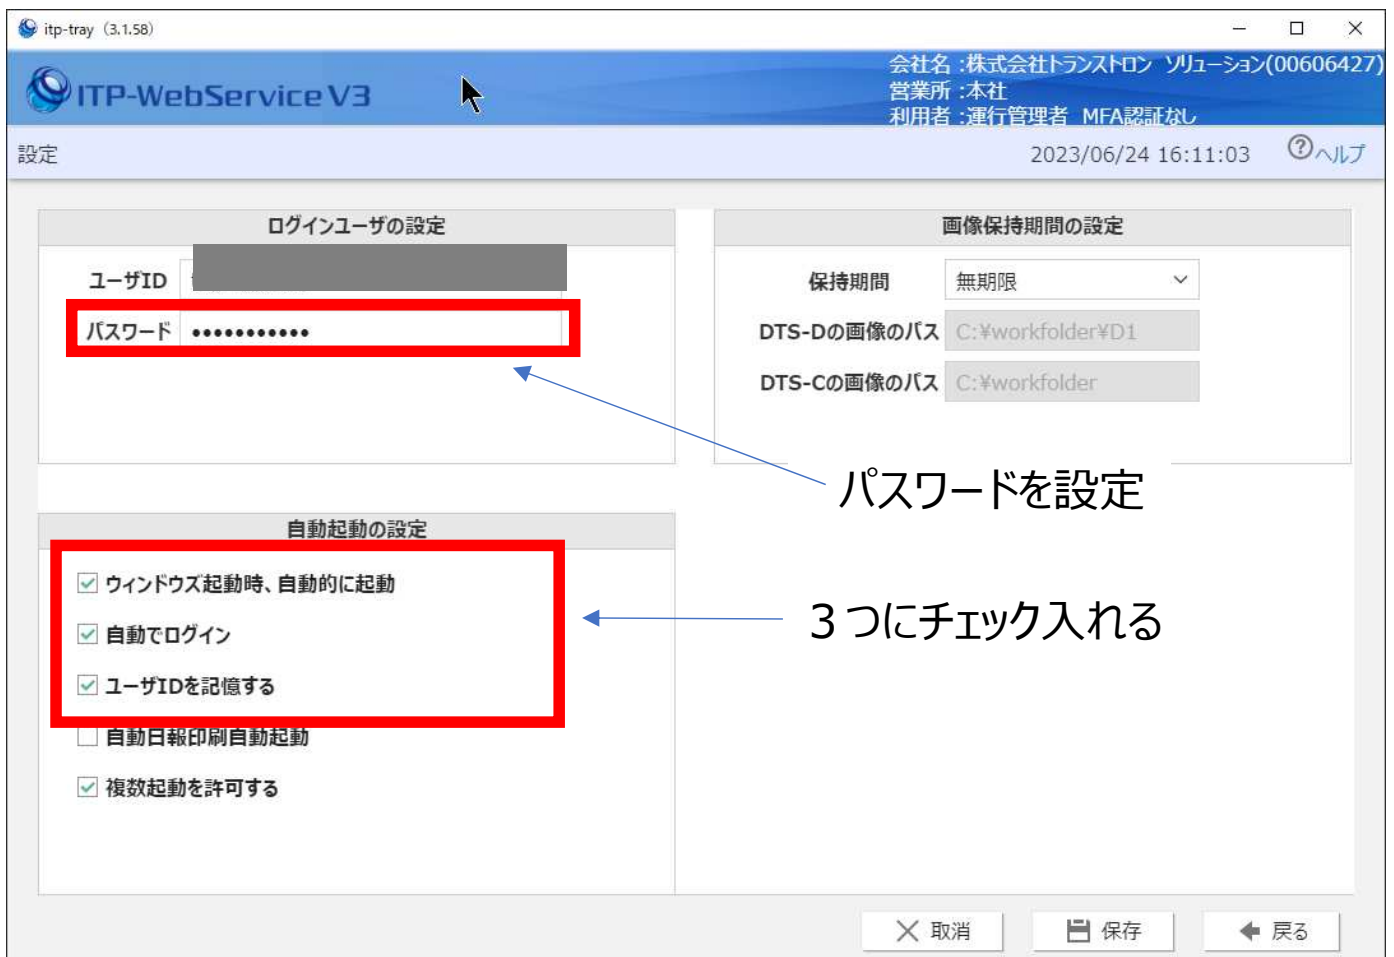 itp-tray（3.1.58）
ITP-WebService V3
会社名 :株式会社トランストロン ソリューション(00606427)
営業所 :本社
利用者 :運行管理者 MFA認証なし
設定
2023/06/24 16:11:03
?ヘルプ
ログインユーザの設定
ユーザID
パスワード •••••••••••
画像保持期間の設定
保持期間 無期限
DTS-Dの画像のパス C:¥workfolder¥D1
DTS-Cの画像のパス C:¥workfolder
パスワードを設定
自動起動の設定
ウィンドウズ起動時、自動的に起動
自動でログイン
ユーザIDを記憶する
自動日報印刷自動起動
複数起動を許可する
３つにチェック入れる
取消
保存
戻る